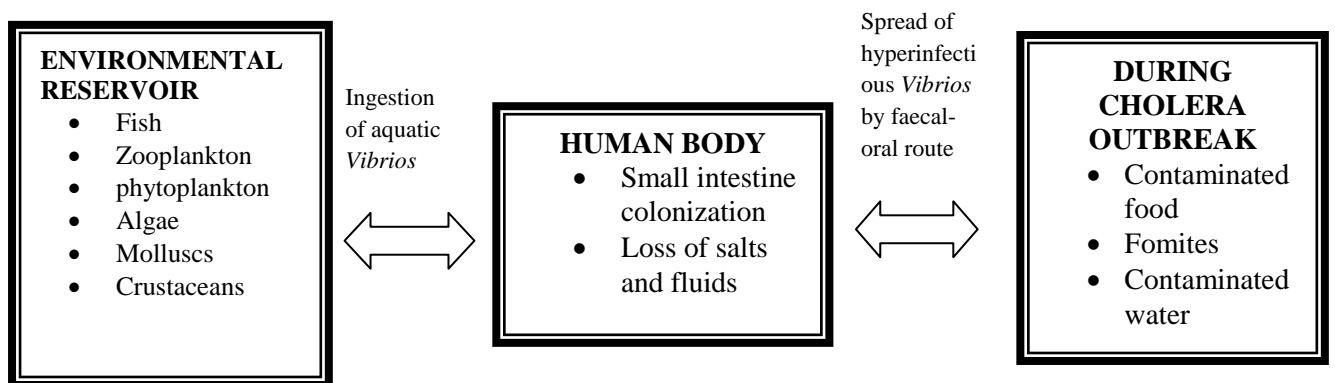 ENVIRONMENTAL
RESERVOIR
• Fish
• Zooplankton
• phytoplankton
• Algae
• Molluscs
• Crustaceans
Ingestion
of aquatic
Vibrios
HUMAN BODY
• Small intestine
colonization
• Loss of salts
and fluids
Spread of
hyperinfecti
ous Vibrios
by faecal-
oral route
DURING
CHOLERA
OUTBREAK
• Contaminated
food
• Fomites
• Contaminated
water